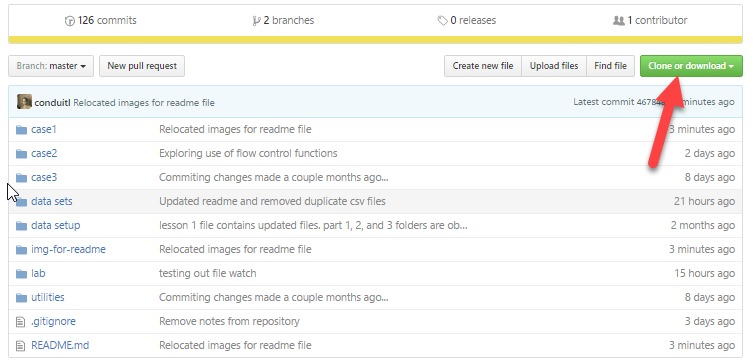 126 commits 2 branches 0 releases 1 contributor
Branch: master New pull request Create new file Upload files Find file Clone or download
conduitl Relocated images for readme file Latest commit 46784 minutes ago
case1 Relocated images for readme file 3 minutes ago
case2 Exploring use of flow control functions 2 days ago
case3 Commiting changes made a couple months ago... 8 days ago
data sets Updated readme and removed duplicate csv files 21 hours ago
data setup lesson 1 file contains updated files. part 1, 2, and 3 folders are ob... 2 months ago
img-for-readme Relocated images for readme file 3 minutes ago
lab testing out file watch 15 hours ago
utilities Commiting changes made a couple months ago... 8 days ago
.gitignore Remove notes from repository 3 days ago
README.md Relocated images for readme file 3 minutes ago